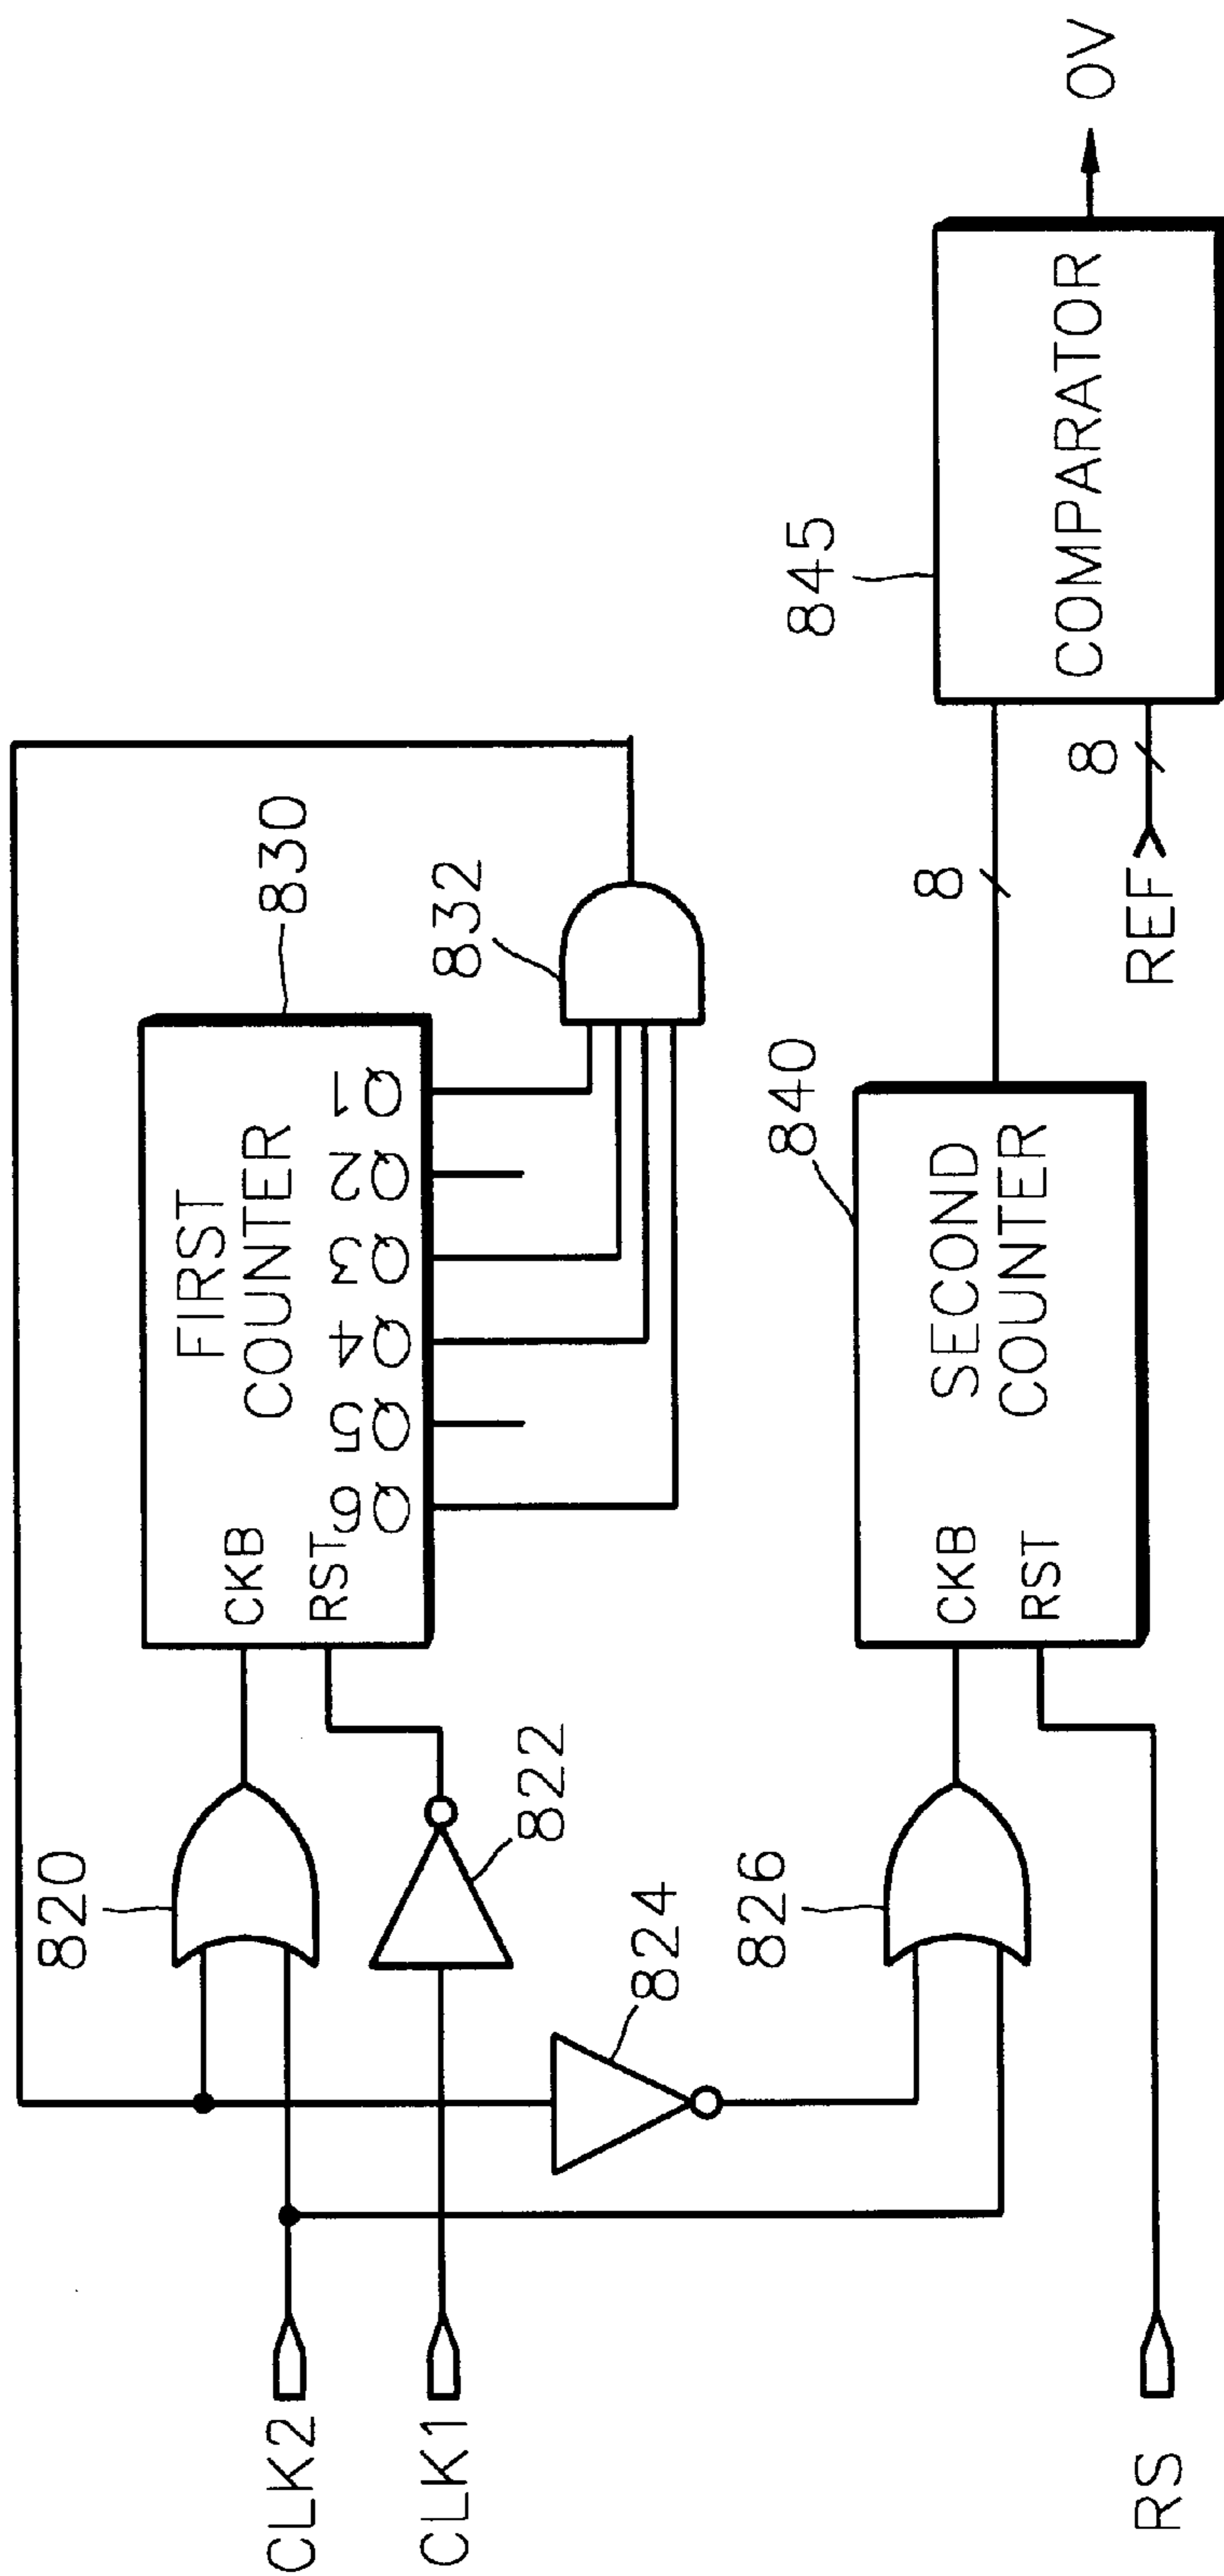 820
CLK2
CLK1
822
824
FIRST
COUNTER
CKB
RST
Q6
Q5
Q4
Q3
Q2
Q1
830
832
826
RS
SECOND
COUNTER
CKB
RST
840
8
REF
8
845
COMPARATOR
OV